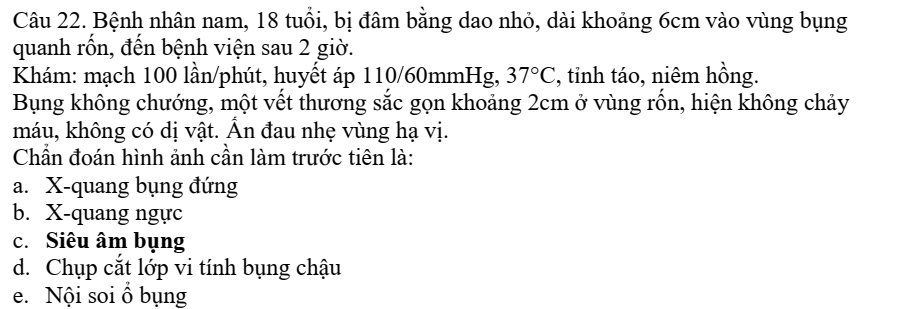 Câu 22. Bệnh nhân nam, 18 tuổi, bị đâm bằng dao nhỏ, dài khoảng 6cm vào vùng bụng
quanh rốn, đến bệnh viện sau 2 giờ.
Khám: mạch 100 lần/phút, huyết áp 110/60mmHg, 37°C, tỉnh táo, niêm hồng.
Bụng không chướng, một vết thương sắc gọn khoảng 2cm ở vùng rốn, hiện không chảy
máu, không có dị vật. Ấn đau nhẹ vùng hạ vị.
Chẩn đoán hình ảnh cần làm trước tiên là:
a. X-quang bụng đứng
b. X-quang ngực
c. Siêu âm bụng
d. Chụp cắt lớp vi tính bụng chậu
e. Nội soi ổ bụng